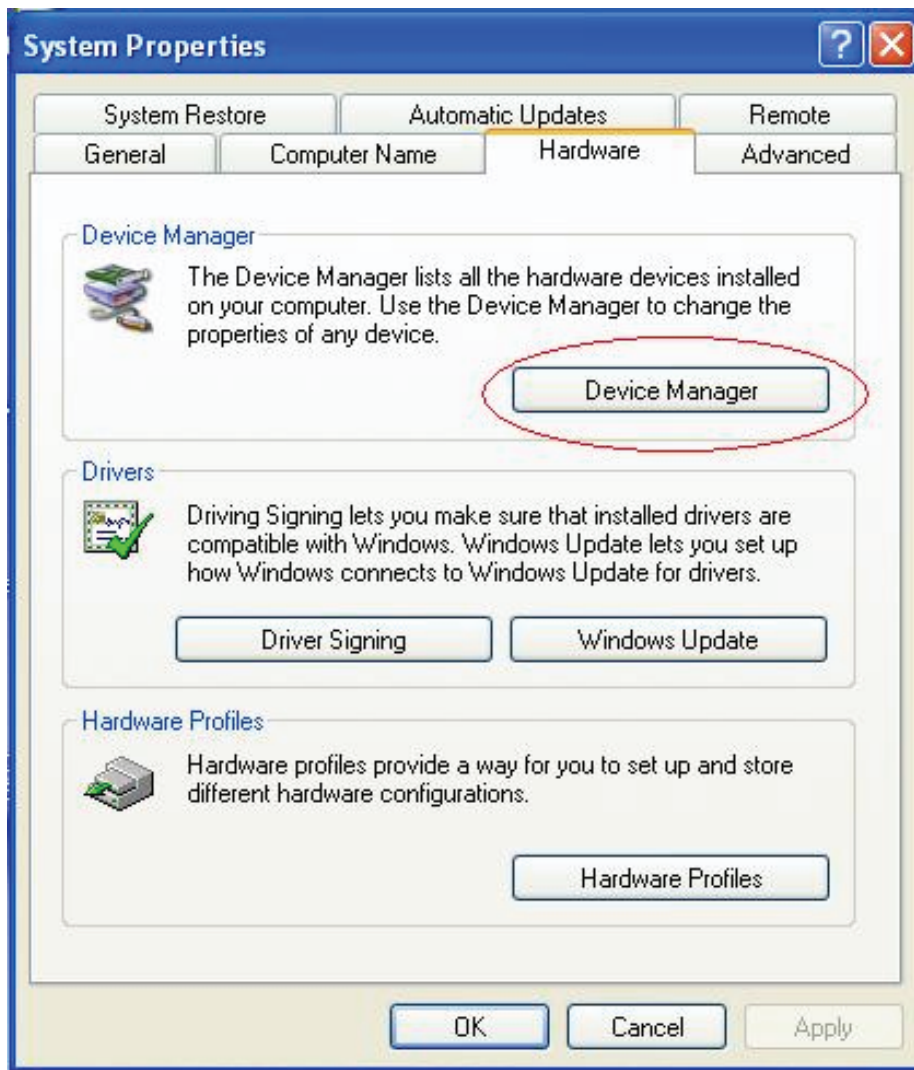 System Properties
System Restore
Automatic Updates
Remote
General
Computer Name
Hardware
Advanced
Device Manager
The Device Manager lists all the hardware devices installed
on your computer. Use the Device Manager to change the
properties of any device.
Device Manager
Drivers
Driving Signing lets you make sure that installed drivers are
compatible with Windows. Windows Update lets you set up
how Windows connects to Windows Update for drivers.
Driver Signing
Windows Update
Hardware Profiles
Hardware profiles provide a way for you to set up and store
different hardware configurations.
Hardware Profiles
OK
Cancel
Apply